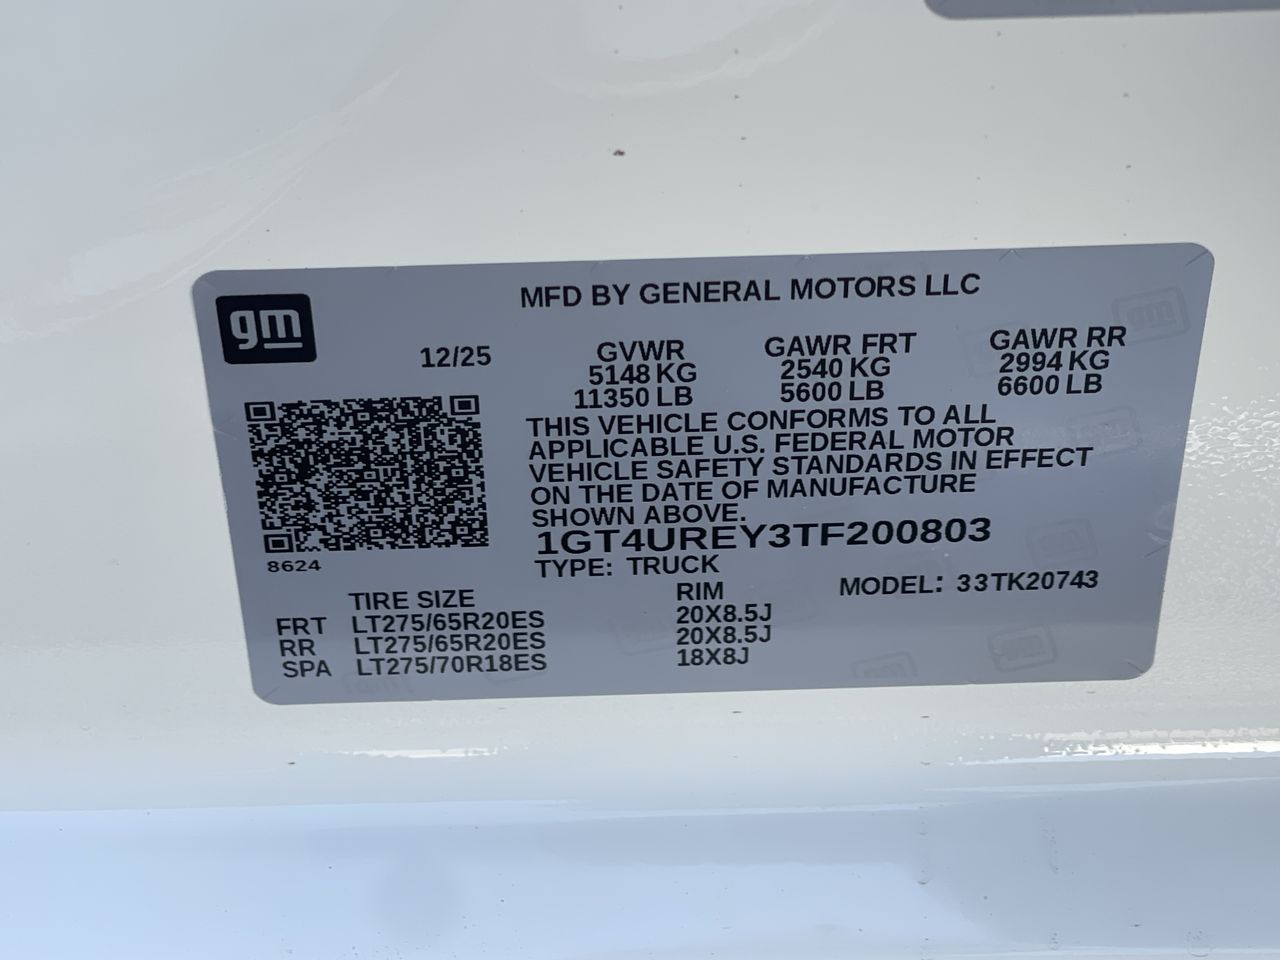 MFD BY GENERAL MOTORS LLC
gm
12/25
GVWR GAWR FRT GAWR RR
5148 KG 2540 KG 2994 KG
11350 LB 5600 LB 6600 LB
THIS VEHICLE CONFORMS TO ALL
APPLICABLE U.S. FEDERAL MOTOR
VEHICLE SAFETY STANDARDS IN EFFECT
ON THE DATE OF MANUFACTURE
SHOWN ABOVE.
1GT4UREY3TF200803
8624
TYPE: TRUCK
MODEL: 33TK20743
TIRE SIZE RIM
FRT LT275/65R20ES 20X8.5J
RR LT275/65R20ES 20X8.5J
SPA LT275/70R18ES 18X8J